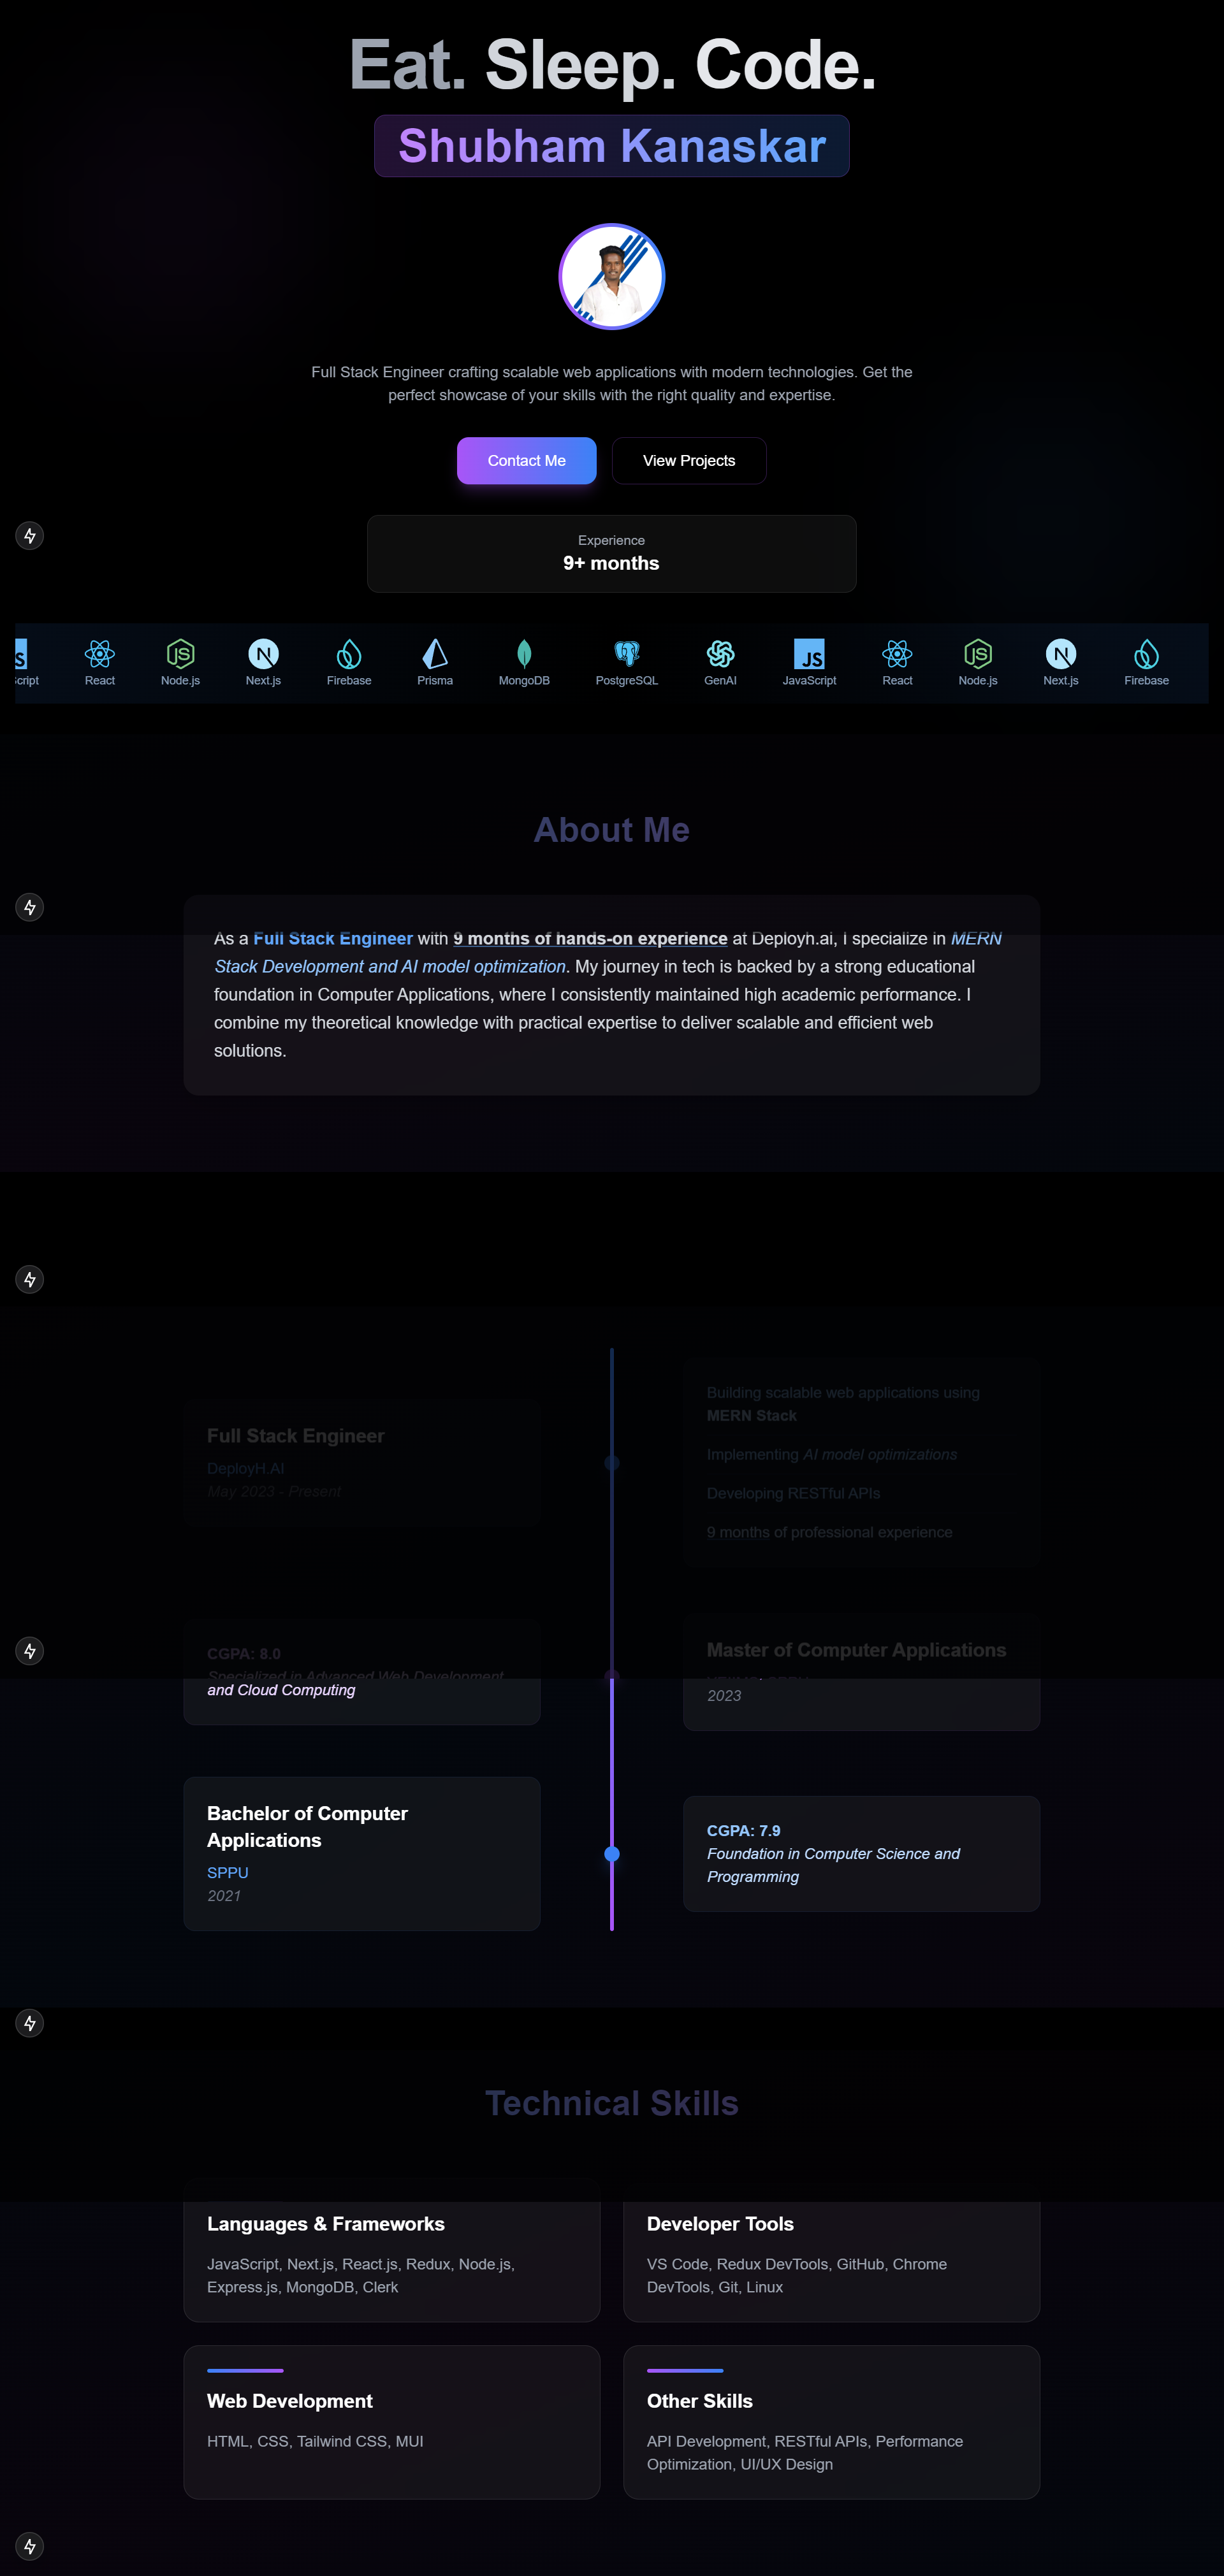 Eat. Sleep. Code.
Shubham Kanaskar
Full Stack Engineer crafting scalable web applications with modern technologies. Get the
perfect showcase of your skills with the right quality and expertise.
Contact Me
View Projects
Experience
9+ months
Script
React
Node.js
Next.js
Firebase
Prisma
MongoDB
PostgreSQL
GenAI
JavaScript
React
Node.js
Next.js
Firebase
About Me
As a Full Stack Engineer with 9 months of hands-on experience at Deployh.ai, I specialize in MERN
Stack Development and AI model optimization. My journey in tech is backed by a strong educational
foundation in Computer Applications, where I consistently maintained high academic performance. I
combine my theoretical knowledge with practical expertise to deliver scalable and efficient web
solutions.
Full Stack Engineer
DeployH.AI
May 2023 - Present
Building scalable web applications using
MERN Stack
Implementing AI model optimizations
Developing RESTful APIs
9 months of professional experience
CGPA: 8.0
Specialized in Advanced Web Development
and Cloud Computing
Master of Computer Applications
2023
Bachelor of Computer
Applications
SPPU
2021
CGPA: 7.9
Foundation in Computer Science and
Programming
Technical Skills
Languages & Frameworks
JavaScript, Next.js, React.js, Redux, Node.js,
Express.js, MongoDB, Clerk
Developer Tools
VS Code, Redux DevTools, GitHub, Chrome
DevTools, Git, Linux
Web Development
HTML, CSS, Tailwind CSS, MUI
Other Skills
API Development, RESTful APIs, Performance
Optimization, UI/UX Design